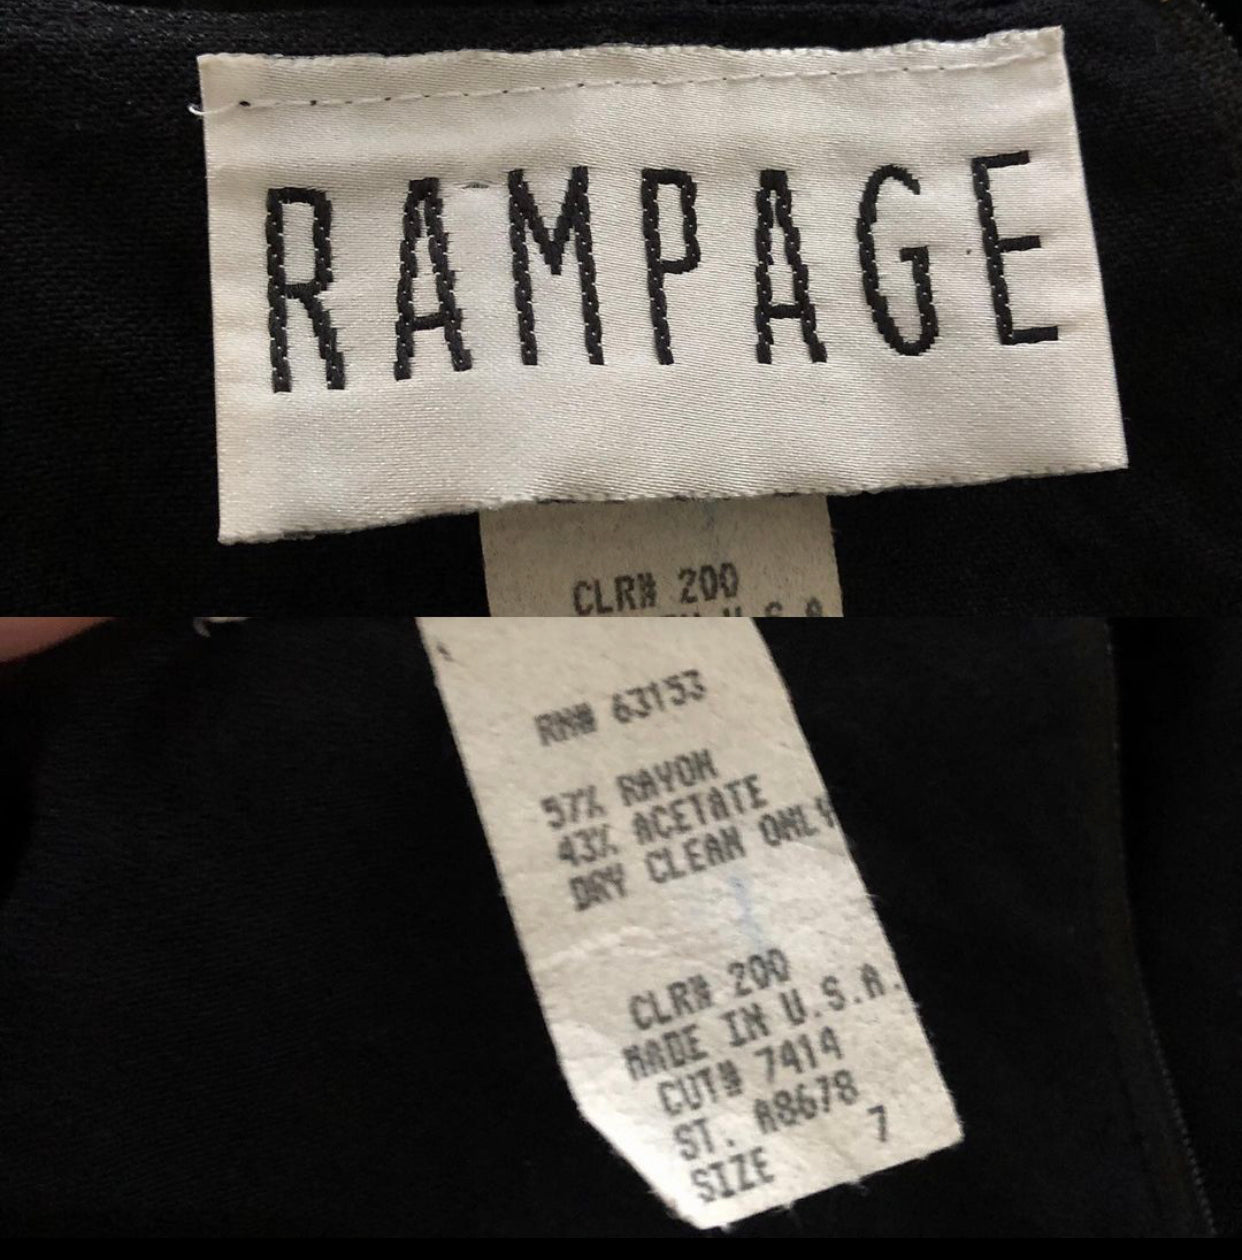 RAMPAGE
CLR# 200
U.S.A
RN# 63153
57% RAYON
43% ACETATE
DRY CLEAN ONLY
CLR# 200
MADE IN U.S.A.
CUT# 7414
ST. A8678
SIZE 7